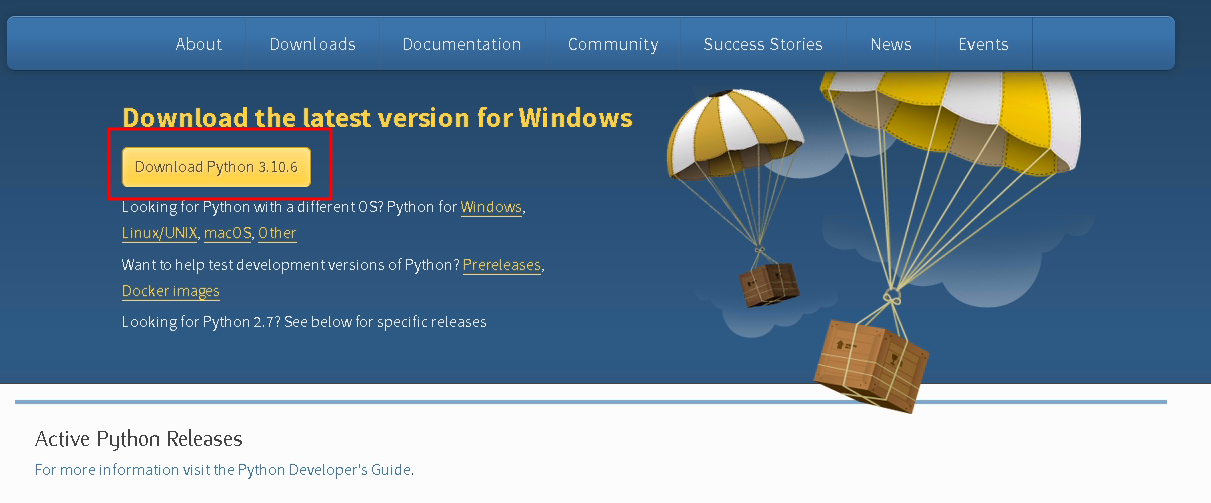 About Downloads Documentation Community Success Stories News Events
Download the latest version for Windows
Download Python 3.10.6
Looking for Python with a different OS? Python for Windows,
Linux/UNIX, macOS, Other
Want to help test development versions of Python? Prereleases,
Docker images
Looking for Python 2.7? See below for specific releases
Active Python Releases
For more information visit the Python Developer's Guide.